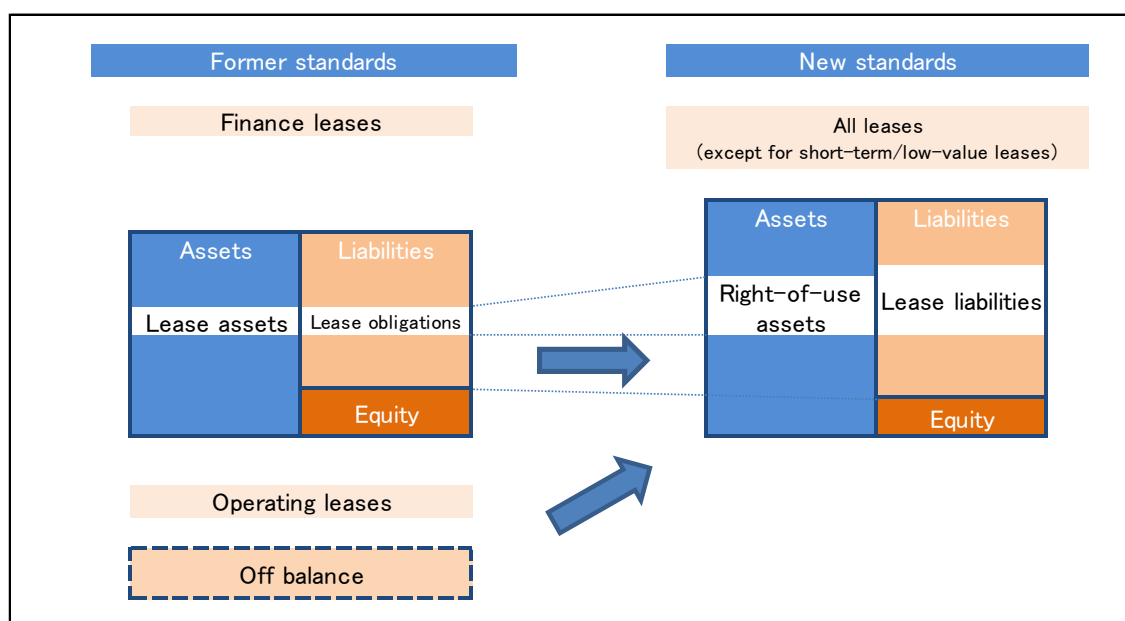 Former standards
New standards
Finance leases
All leases
(except for short-term/low-value leases)
Assets
Liabilities
Lease assets
Lease obligations
Equity
Assets
Liabilities
Right-of-use
assets
Lease liabilities
Equity
Operating leases
Off balance